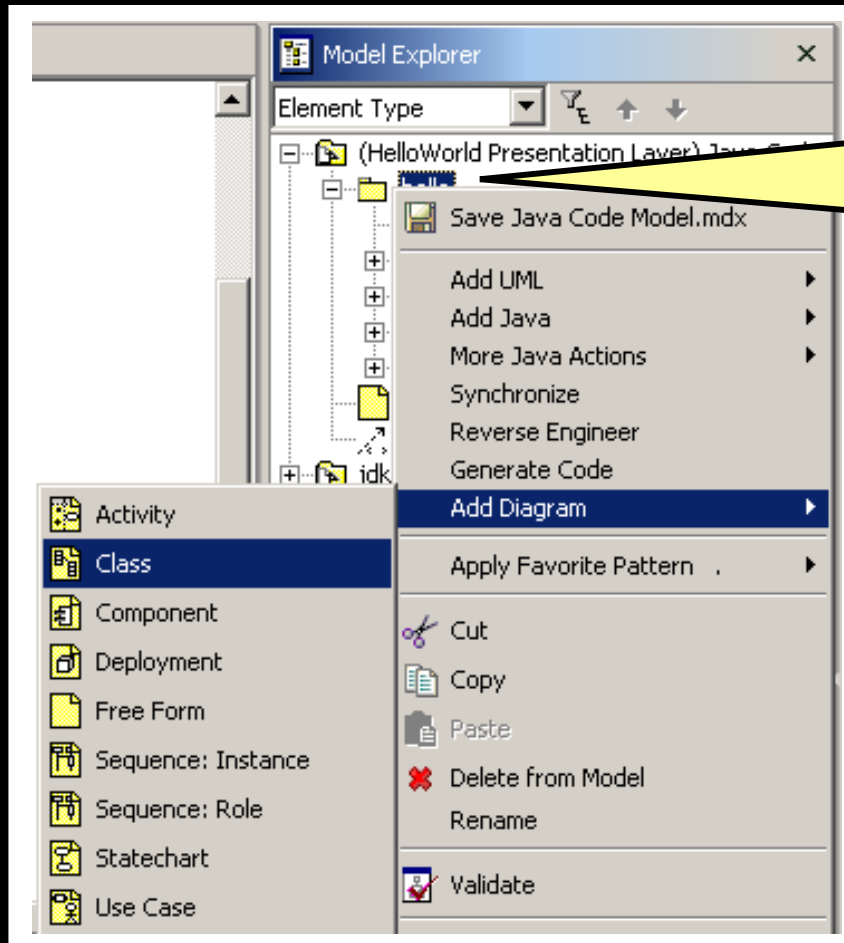 Model Explorer
Element Type
(HelloWorld Presentation Layer) Java
Save Java Code Model.mdx
Add UML
Add Java
More Java Actions
Synchronize
Reverse Engineer
jdk
Generate Code
Add Diagram
Activity
Class
Component
Deployment
Free Form
Sequence: Instance
Sequence: Role
Statechart
Use Case
Apply Favorite Pattern .
Cut
Copy
Paste
Delete from Model
Rename
Validate